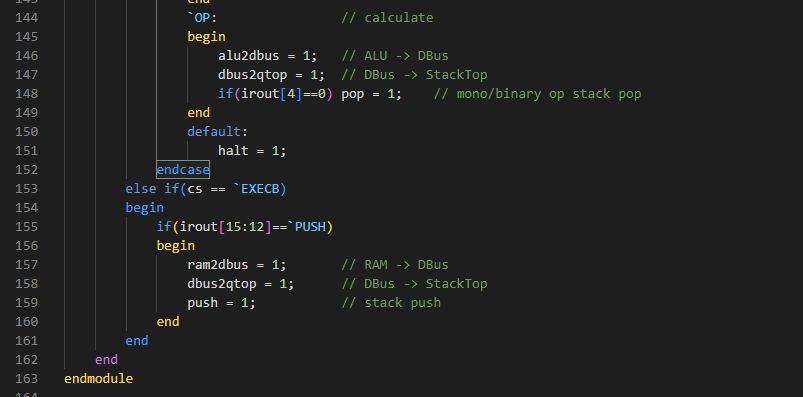 143 end
144 `OP: // calculate
145 begin
146 alu2dbus = 1; // ALU -> DBus
147 dbus2qtop = 1; // DBus -> StackTop
148 if(irout[4]==0) pop = 1; // mono/binary op stack pop
149 end
150 default:
151 halt = 1;
152 endcase
153 else if(cs == `EXECB)
154 begin
155 if(irout[15:12]==`PUSH)
156 begin
157 ram2dbus = 1; // RAM -> DBus
158 dbus2qtop = 1; // DBus -> StackTop
159 push = 1; // stack push
160 end
161 end
162 end
163 endmodule
164